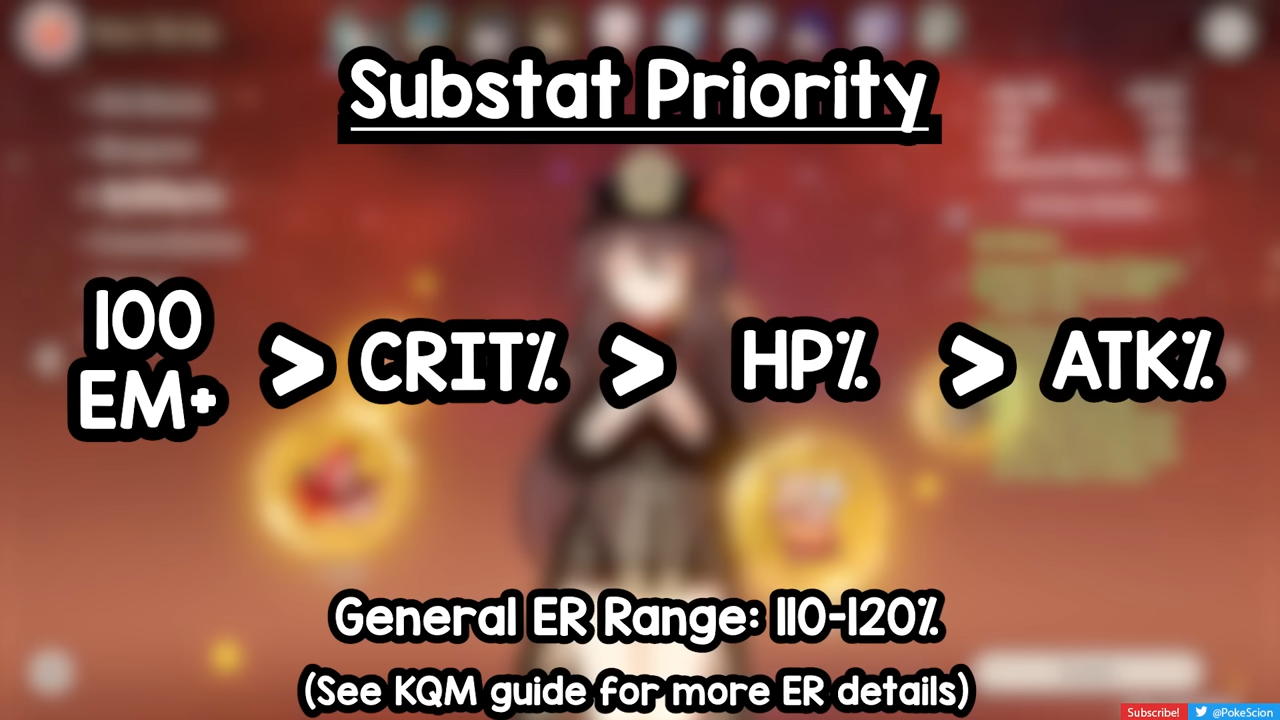 Substat Priority
100
EM+
> CRIT% > HP% > ATK%
General ER Range: 110-120%
(See KQM guide for more ER details)
Subscribe! @PokeScion